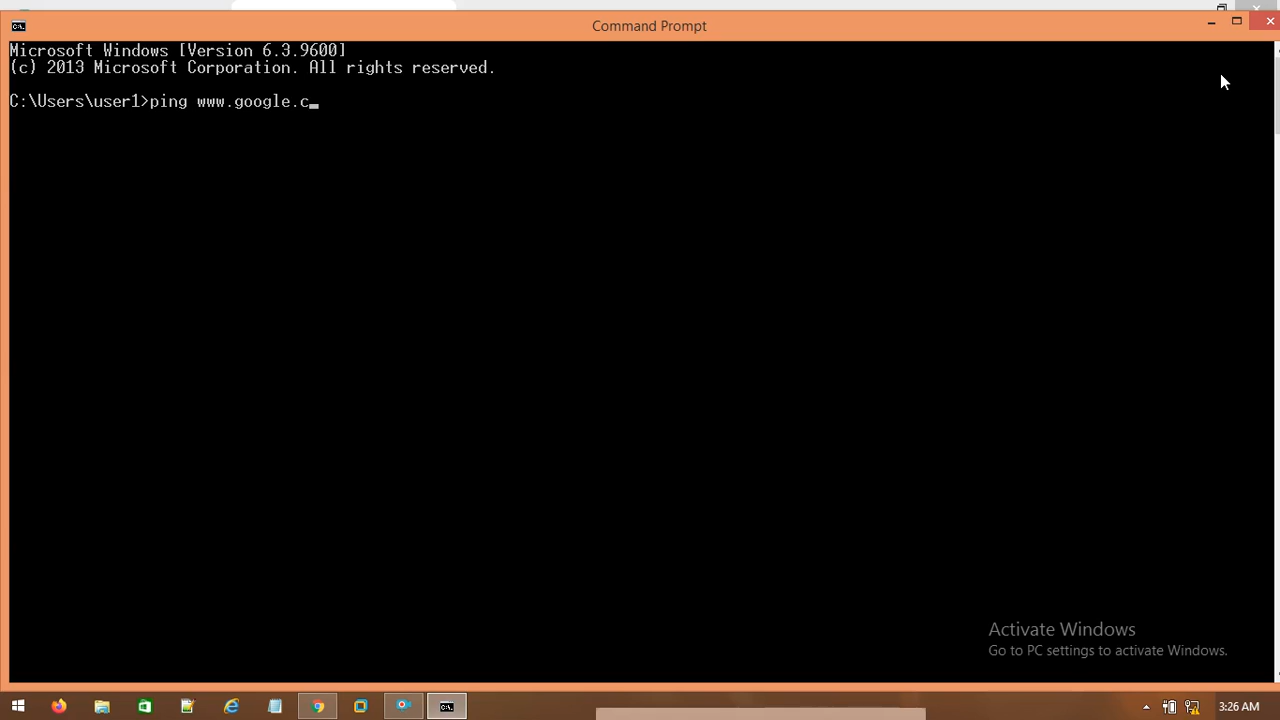 Command Prompt
Microsoft Windows [Version 6.3.9600]
(c) 2013 Microsoft Corporation. All rights reserved.
C:\Users\user1>ping www.google.c_
Activate Windows
Go to PC settings to activate Windows.
3:26 AM